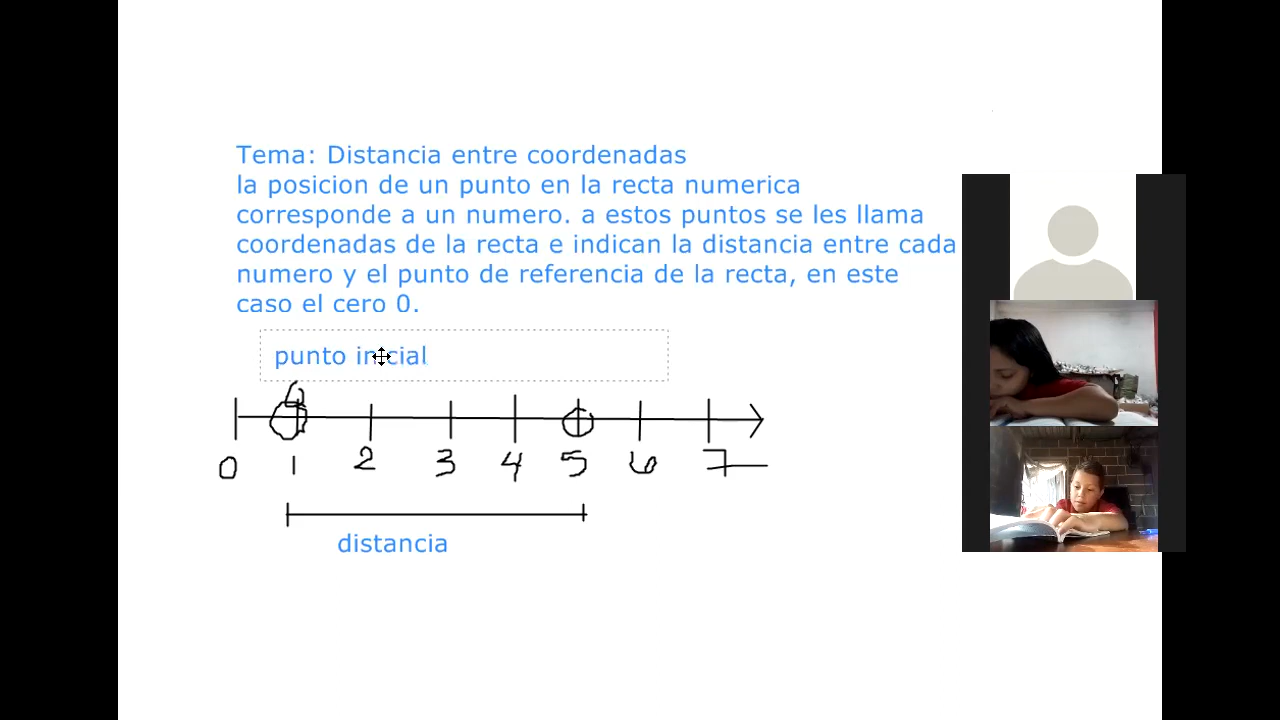 Tema: Distancia entre coordenadas
la posicion de un punto en la recta numerica
corresponde a un numero. a estos puntos se les llama
coordenadas de la recta e indican la distancia entre cada
numero y el punto de referencia de la recta, en este
caso el cero 0.
punto inicial
0 1 2 3 4 5 6 7
distancia